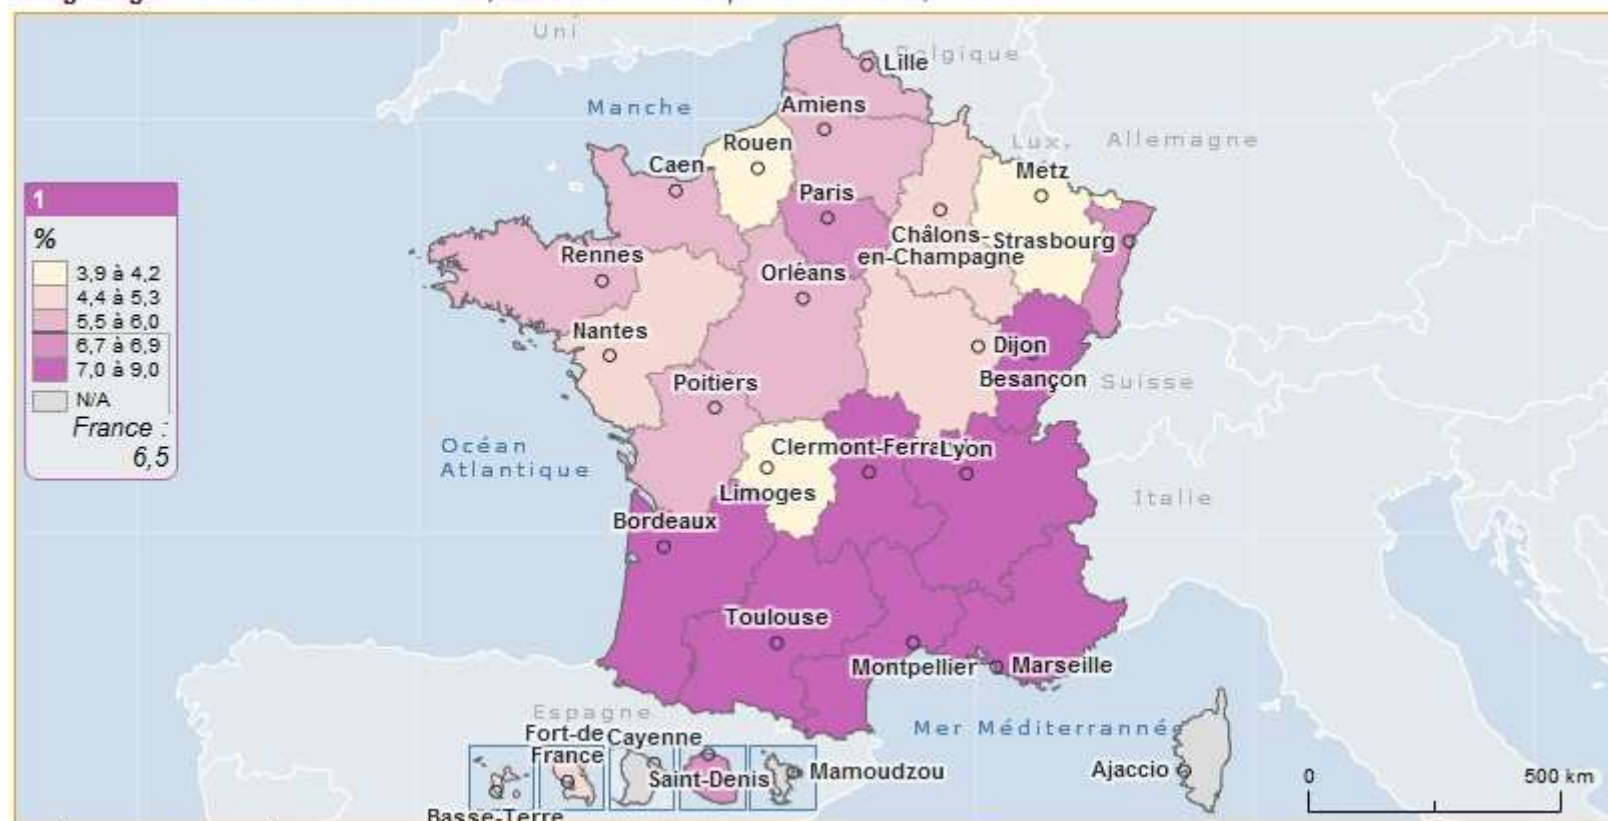 Uni
Belgique
Lille
Manche
Amiens
Lux.
Allemagne
Rouen
Caen
Metz
1
Paris
%
Châlons-
en-Champagne
Strasbourg
3,9 à 4,2
4,4 à 5,3
5,5 à 6,0
6,7 à 6,9
7,0 à 9,0
N/A
France :
6,5
Rennes
Orléans
Nantes
Dijon
Poitiers
Besançon
Suisse
Océan
Atlantique
Clermont-Ferra
Lyon
Limoges
Italie
Bordeaux
Toulouse
Montpellier
Marseille
Espagne
Mer Méditerranné
Fort-de
France
Cayenne
Saint-Denis
Mamoudzou
Ajaccio
0
500 km
Basse-Terre